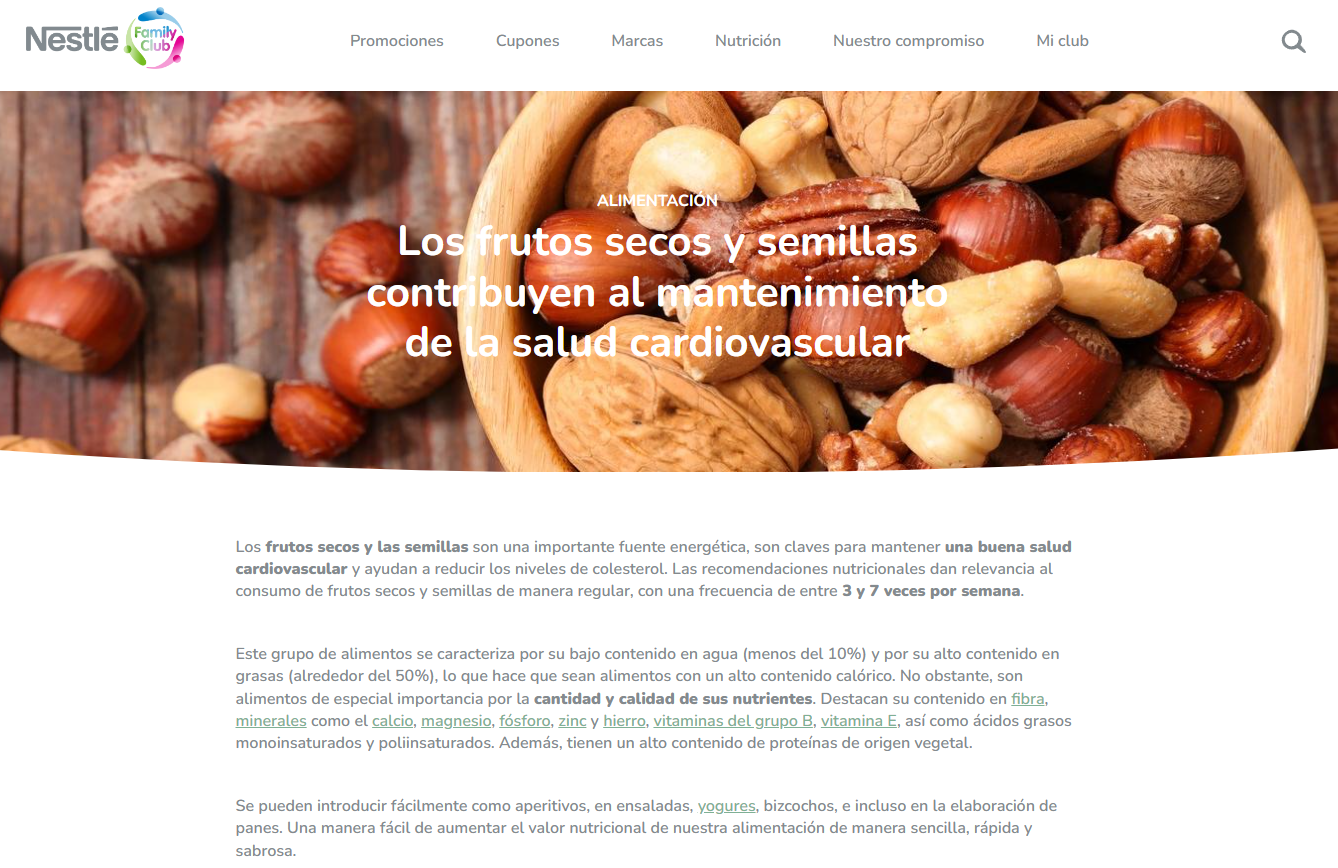 Nestlé Family Club
Promociones Cupones Marcas Nutrición Nuestro compromiso Mi club
ALIMENTACIÓN
Los frutos secos y semillas
contribuyen al mantenimiento
de la salud cardiovascular
Los frutos secos y las semillas son una importante fuente energética, son claves para mantener una buena salud
cardiovascular y ayudan a reducir los niveles de colesterol. Las recomendaciones nutricionales dan relevancia al
consumo de frutos secos y semillas de manera regular, con una frecuencia de entre 3 y 7 veces por semana.
Este grupo de alimentos se caracteriza por su bajo contenido en agua (menos del 10%) y por su alto contenido en
grasas (alrededor del 50%), lo que hace que sean alimentos con un alto contenido calórico. No obstante, son
alimentos de especial importancia por la cantidad y calidad de sus nutrientes. Destacan su contenido en fibra,
minerales como el calcio, magnesio, fósforo, zinc y hierro, vitaminas del grupo B, vitamina E, así como ácidos grasos
monoinsaturados y poliinsaturados. Además, tienen un alto contenido de proteínas de origen vegetal.
Se pueden introducir fácilmente como aperitivos, en ensaladas, yogures, bizcochos, e incluso en la elaboración de
panes. Una manera fácil de aumentar el valor nutricional de nuestra alimentación de manera sencilla, rápida y
sabrosa.